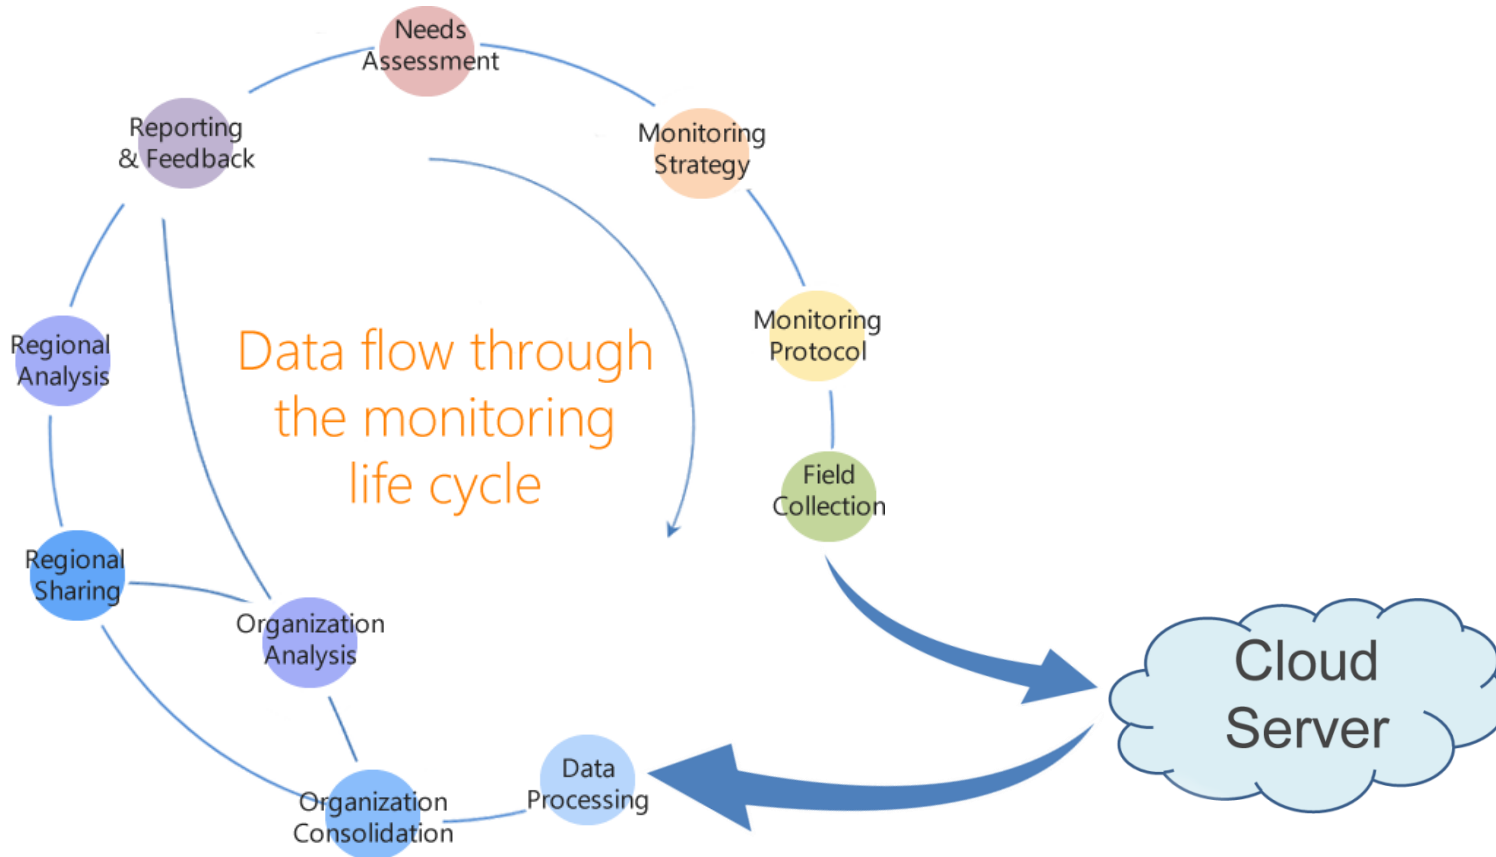 Needs
Assessment
Monitoring
Strategy
Monitoring
Protocol
Field
Collection
Cloud
Server
Data
Processing
Organization
Consolidation
Organization
Analysis
Regional
Sharing
Regional
Analysis
Reporting
& Feedback
Data flow through
the monitoring
life cycle